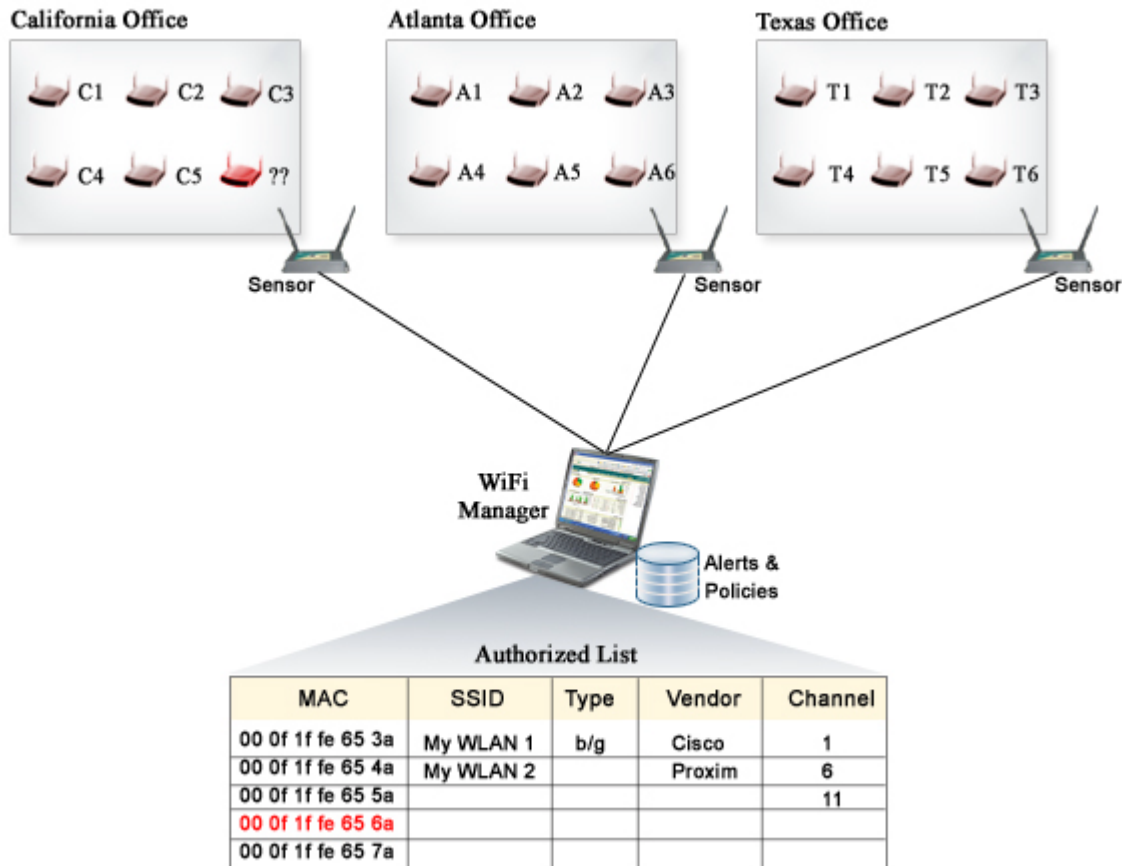 California Office
Atlanta Office
Texas Office
C1 C2 C3
A1 A2 A3
T1 T2 T3
C4 C5 ??
A4 A5 A6
T4 T5 T6
Sensor
Sensor
Sensor
WiFi
Manager
Alerts &
Policies
Authorized List
MAC SSID Type Vendor Channel
00 0f 1f fe 65 3a My WLAN 1 b/g Cisco 1
00 0f 1f fe 65 4a My WLAN 2 Proxim 6
00 0f 1f fe 65 5a 11
00 0f 1f fe 65 6a
00 0f 1f fe 65 7a